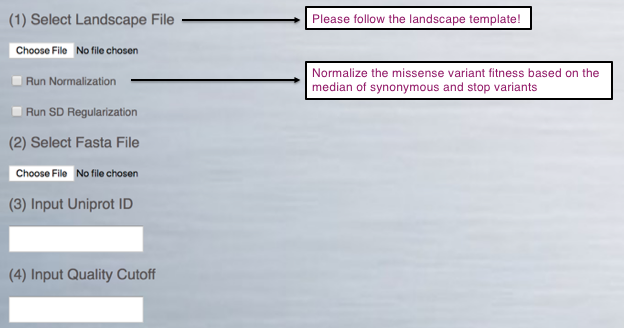 (1) Select Landscape File
Please follow the landscape template!
Choose File No file chosen
Run Normalization
Normalize the missense variant fitness based on the
median of synonymous and stop variants
Run SD Regularization
(2) Select Fasta File
Choose File No file chosen
(3) Input Uniprot ID
(4) Input Quality Cutoff